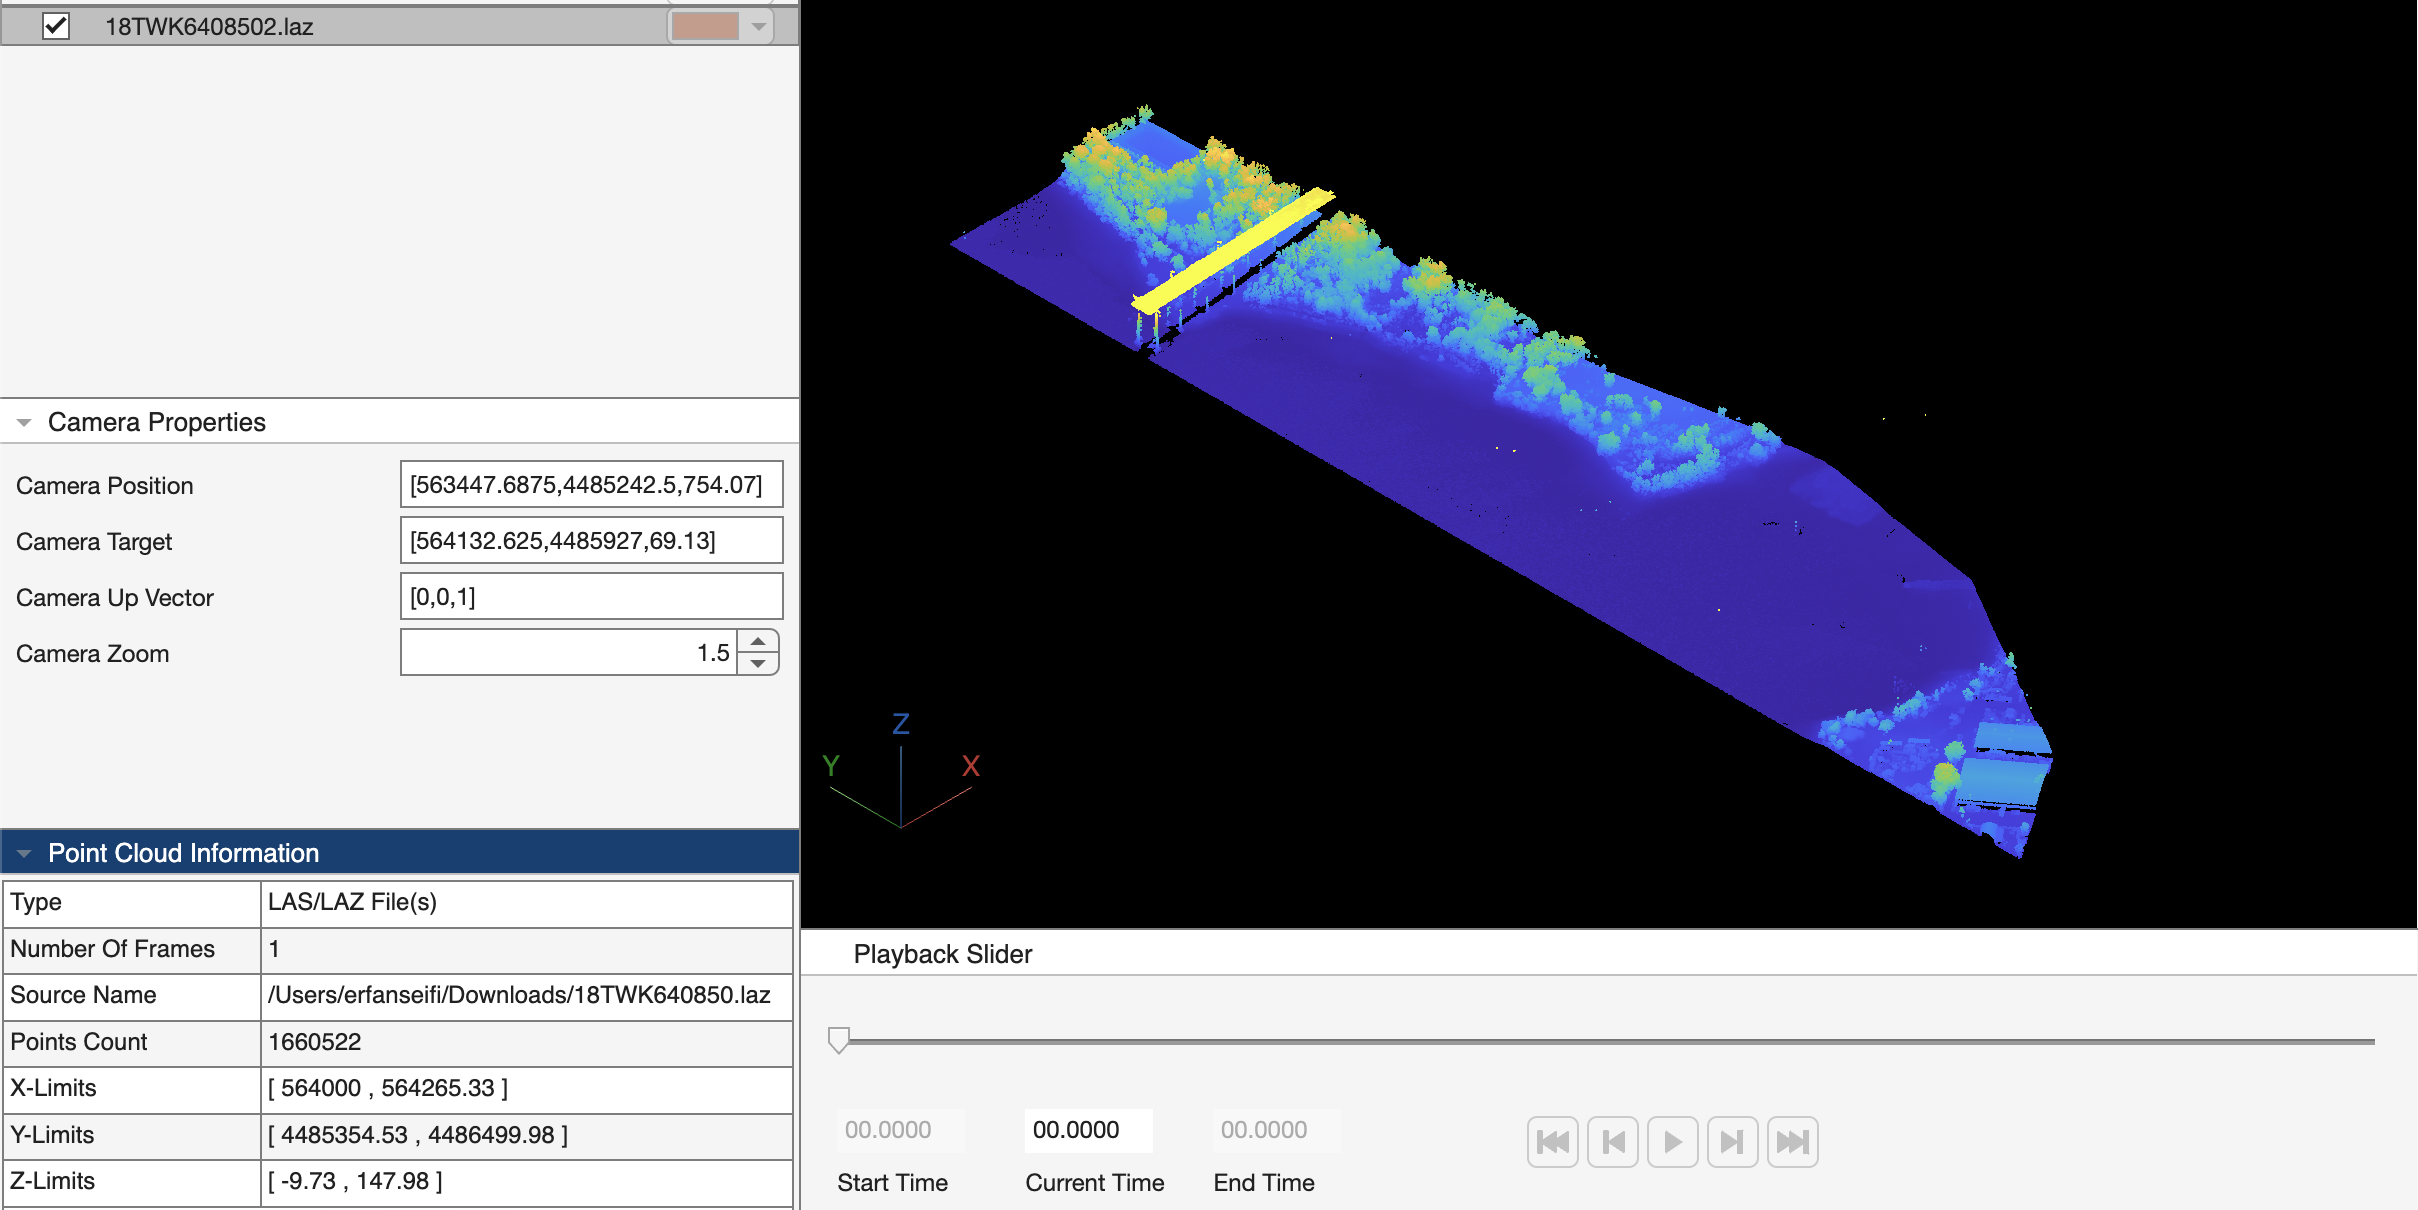 18TWK6408502.laz
Camera Properties
Camera Position [563447.6875,4485242.5,754.07]
Camera Target [564132.625,4485927,69.13]
Camera Up Vector [0,0,1]
Camera Zoom 1.5
Z
Y X
Point Cloud Information
Type LAS/LAZ File(s)
Number Of Frames 1
Source Name /Users/erfanseifi/Downloads/18TWK640850.laz
Points Count 1660522
X-Limits [ 564000 , 564265.33 ]
Y-Limits [ 4485354.53 , 4486499.98 ]
Z-Limits [ -9.73 , 147.98 ]
Playback Slider
00.0000 00.0000 00.0000
Start Time Current Time End Time